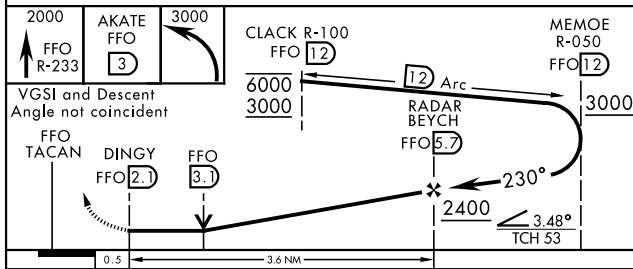 2000
FFO
R-233
AKATE
FFO
3
3000
VGSI and Descent
Angle not coincident
CLACK R-100
FFO 12
6000
3000
12 Arc
MEMOE
R-050
FFO 12
3000
RADAR
BEYCH
FFO 5.7
FFO
TACAN
DINGY
FFO 2.1
FFO
3.1
230°
2400
3.48°
TCH 53
0.5
3.6 NM